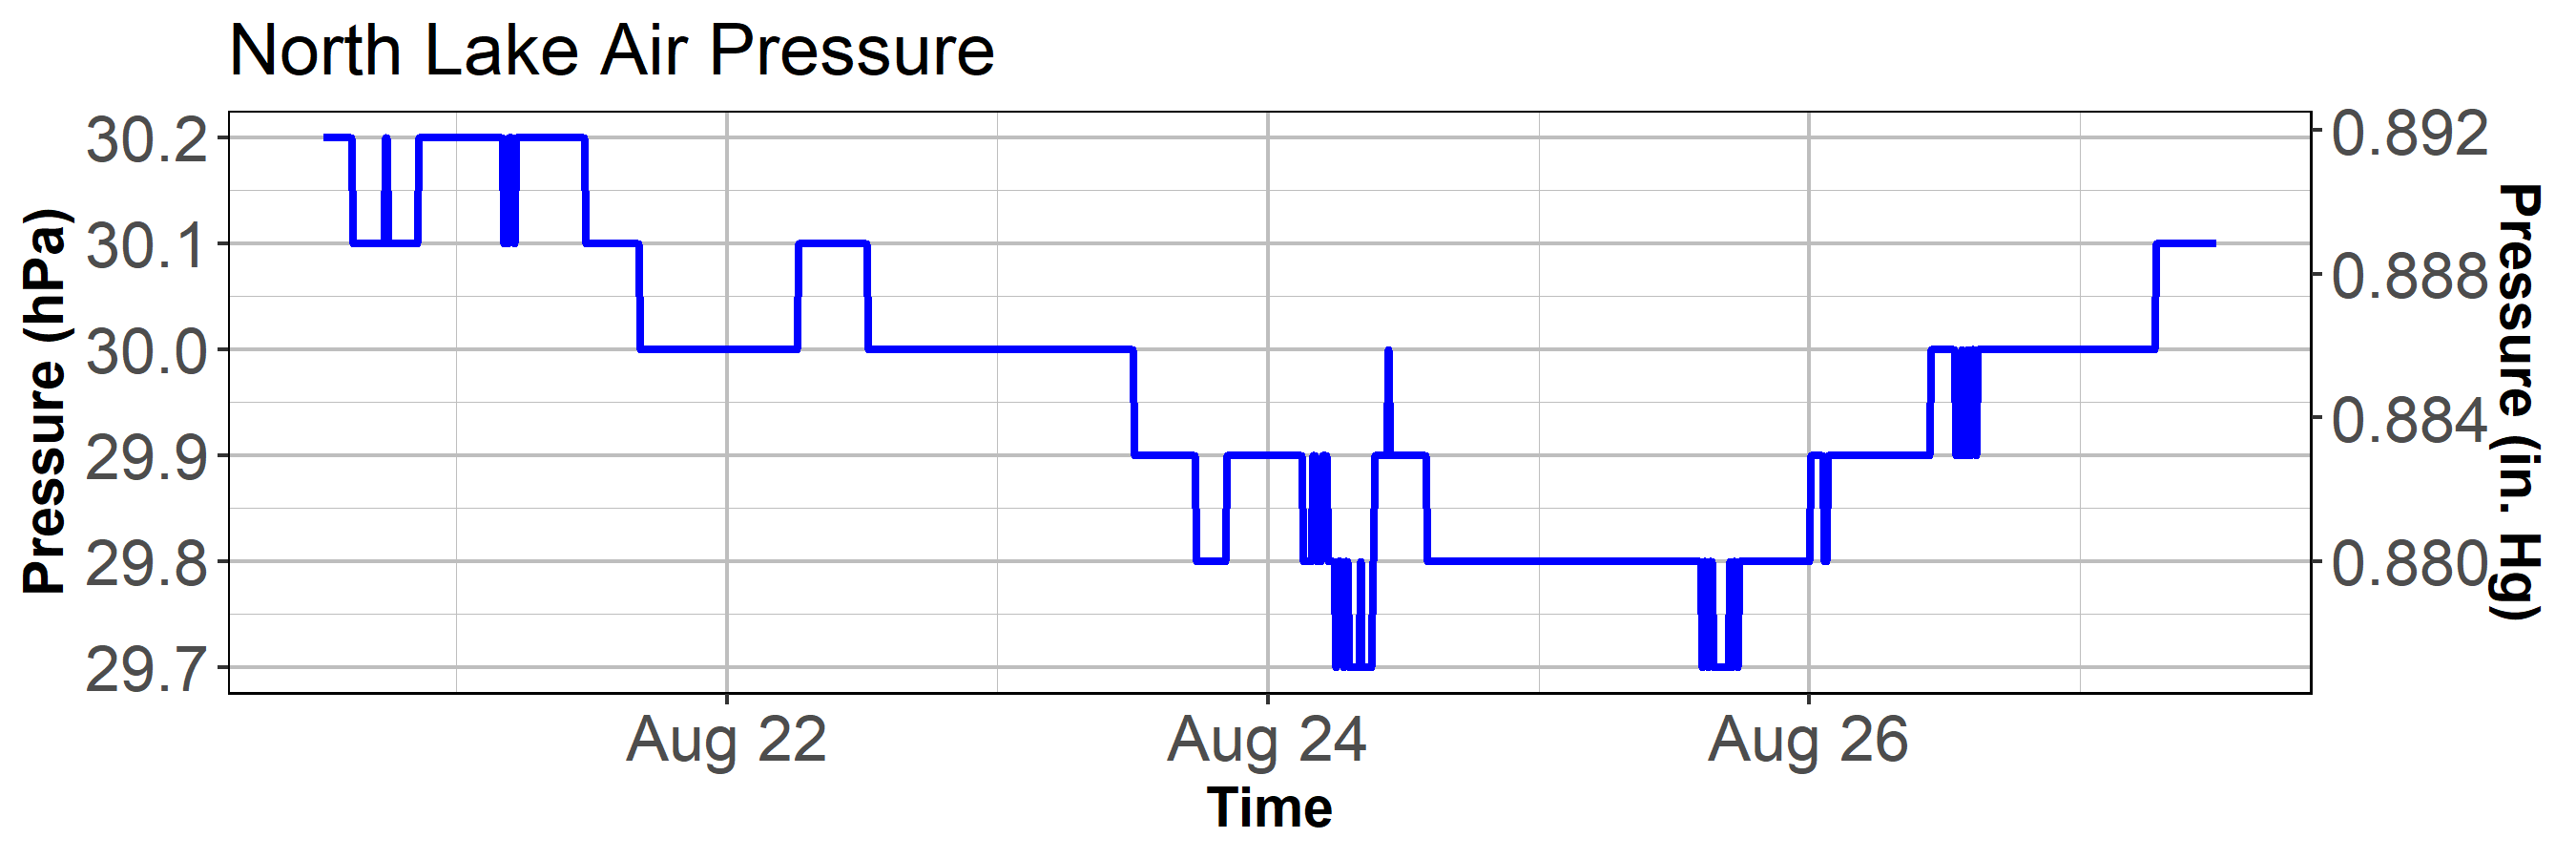 North Lake Air Pressure
Pressure (hPa)
30.2
30.1
30.0
29.9
29.8
29.7
0.892
0.888
0.884
0.880
Pressure (in. Hg)
Aug 22
Aug 24
Aug 26
Time